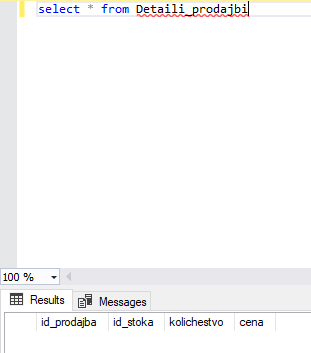 select * from Detaili_prodajbi
100 %
Results Messages
id_prodajba id_stoka kolichestvo cena